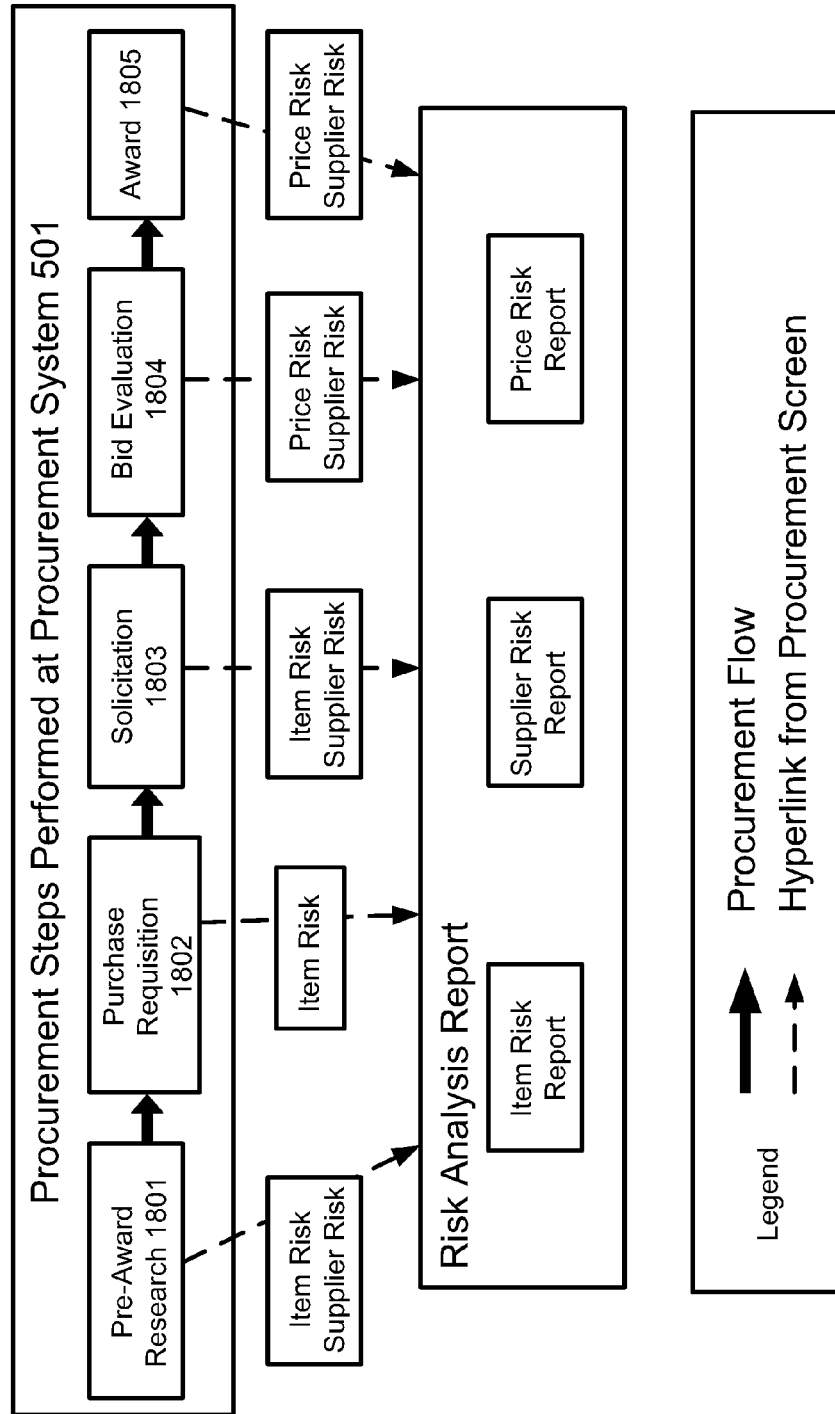 Procurement Steps Performed at Procurement System 501
Pre-Award
Research 1801
Purchase
Requisition
1802
Solicitation
1803
Bid Evaluation
1804
Award 1805
Item Risk
Supplier Risk
Item Risk
Item Risk
Supplier Risk
Price Risk
Supplier Risk
Price Risk
Supplier Risk
Risk Analysis Report
Item Risk
Report
Supplier Risk
Report
Price Risk
Report
Legend
Procurement Flow
Hyperlink from Procurement Screen